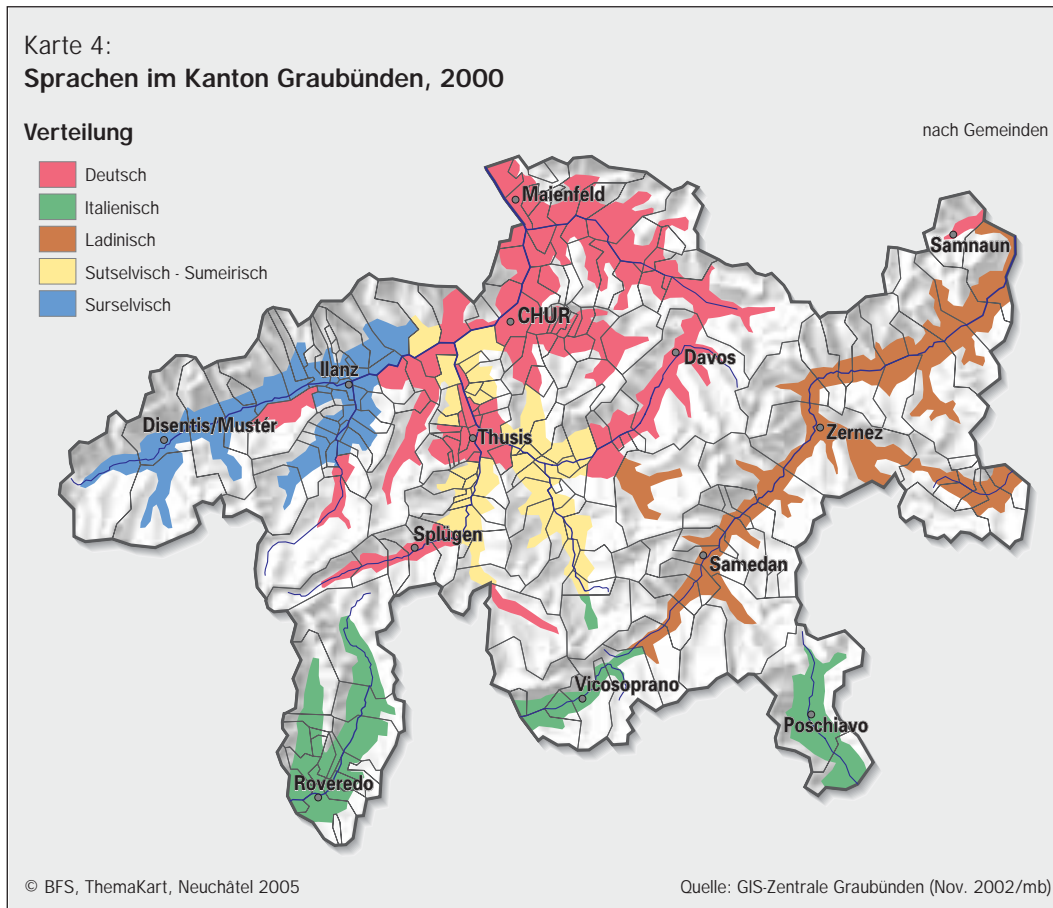 Karte 4:
Sprachen im Kanton Graubünden, 2000
Verteilung
nach Gemeinden
Deutsch
Italienisch
Ladinisch
Sutselvisch - Sumeirisch
Surselvisch
Maienfeld
Samnaun
CHUR
Davos
Ilanz
Disentis/Mustér
Thusis
Zernez
Splügen
Samedan
Vicosoprano
Poschiavo
Roveredo
© BFS, ThemaKart, Neuchâtel 2005
Quelle: GIS-Zentrale Graubünden (Nov. 2002/mb)